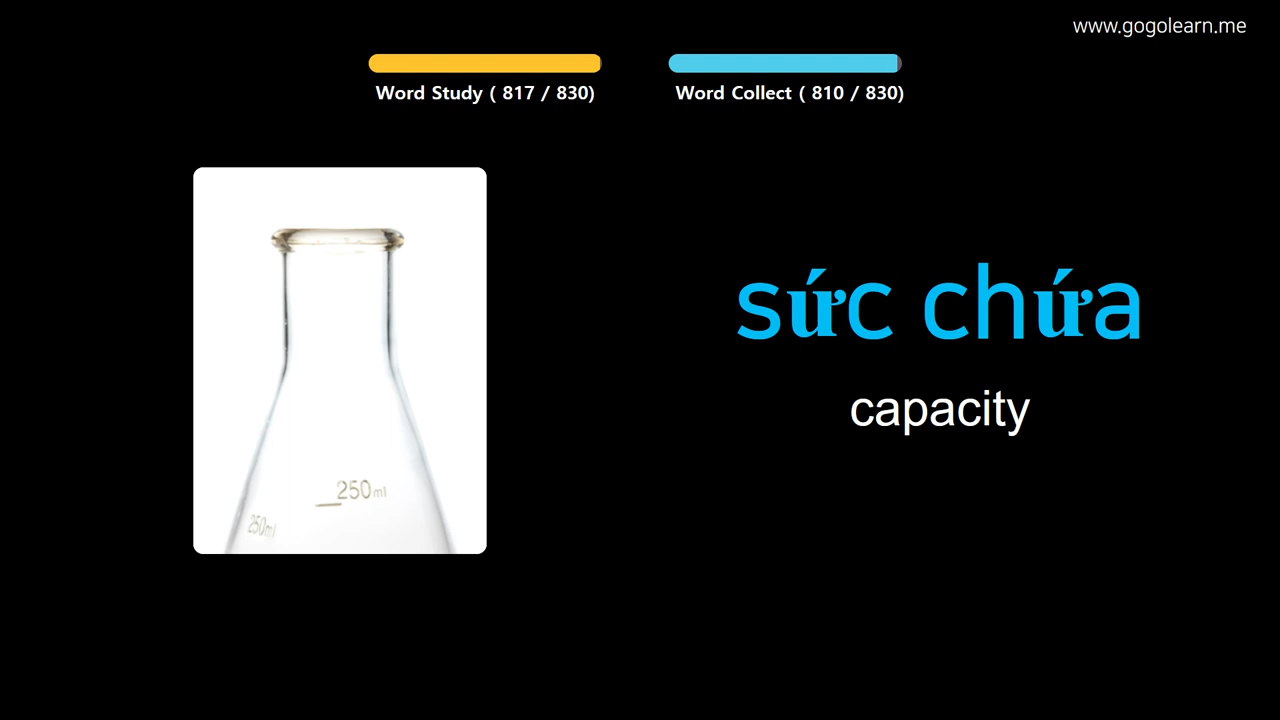 www.gogolearn.me
Word Study ( 817 / 830)
Word Collect ( 810 / 830)
250ml
250ml
sức chứa
capacity